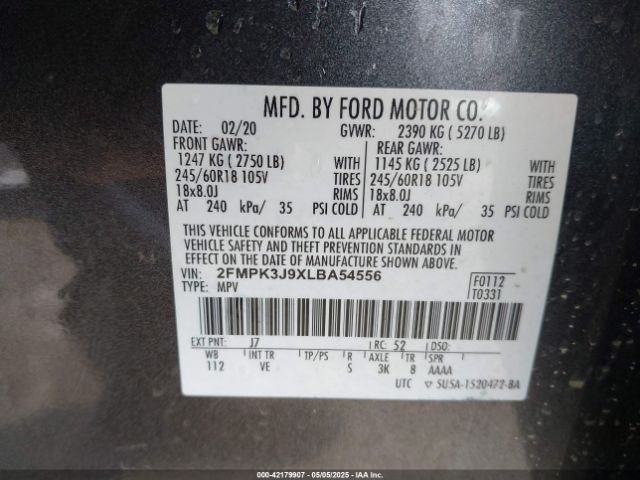 MFD. BY FORD MOTOR CO.
DATE: 02/20 GVWR: 2390 KG ( 5270 LB)
FRONT GAWR: REAR GAWR:
1247 KG ( 2750 LB) WITH 1145 KG ( 2525 LB) WITH
245/60R18 105V TIRES 245/60R18 105V TIRES
18x8.0J RIMS 18x8.0J RIMS
AT 240 kPa/ 35 PSI COLD AT 240 kPa/ 35 PSI COLD
THIS VEHICLE CONFORMS TO ALL APPLICABLE FEDERAL MOTOR
VEHICLE SAFETY AND THEFT PREVENTION STANDARDS IN
EFFECT ON THE DATE OF MANUFACTURE SHOWN ABOVE.
VIN: 2FMPK3J9XLBA54556 F0112
TYPE: MPV T0331
EXT PNT: J7 RC: 52 DSO:
WB INT TR TP/PS R AXLE TR SPR
112 VE S 3K 8 AAAA
UTC ▽ SU5A-1520472-BA
000-42179907 - 05/05/2025 - IAAI.COM